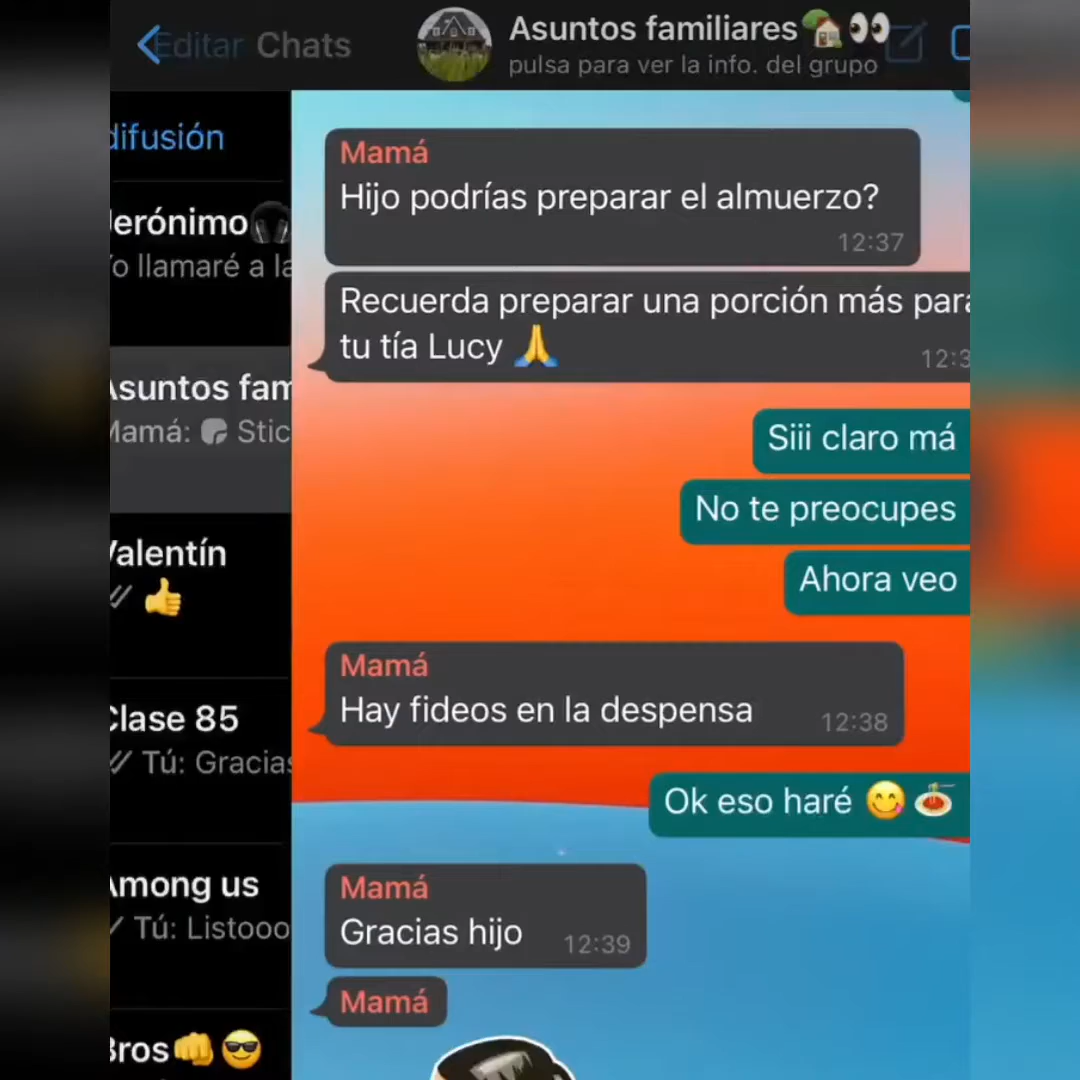 Editar Chats
Asuntos familiares🏡👀
pulsa para ver la info. del grupo
difusión
Jerónimo🎧
Yo llamaré a la
Asuntos fam
Mamá: Stic
Valentín
👍
Clase 85
Tú: Gracias
Among us
Tú: Listooo
Bros👊😎
Mamá
Hijo podrías preparar el almuerzo?
12:37
Recuerda preparar una porción más para
tu tía Lucy 🙏
12:3
Siii claro má
No te preocupes
Ahora veo
Mamá
Hay fideos en la despensa
12:38
Ok eso haré 😋🍝
Mamá
Gracias hijo
12:39
Mamá